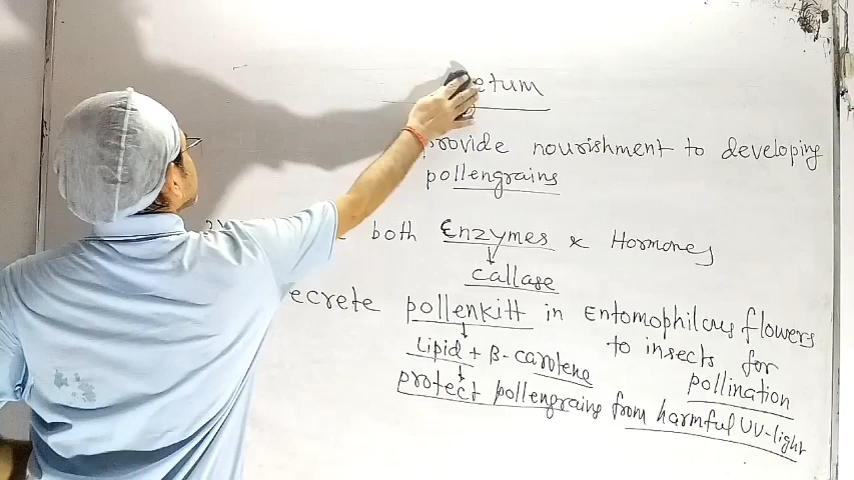 etum
provide nourishment to developing
pollengrains
both Enzymes & Hormones
callase
ecrete pollenkitt in Entomophilous flowers
to insects for
pollination
Lipid + β-carotene
protect pollengrains from harmful UV-light